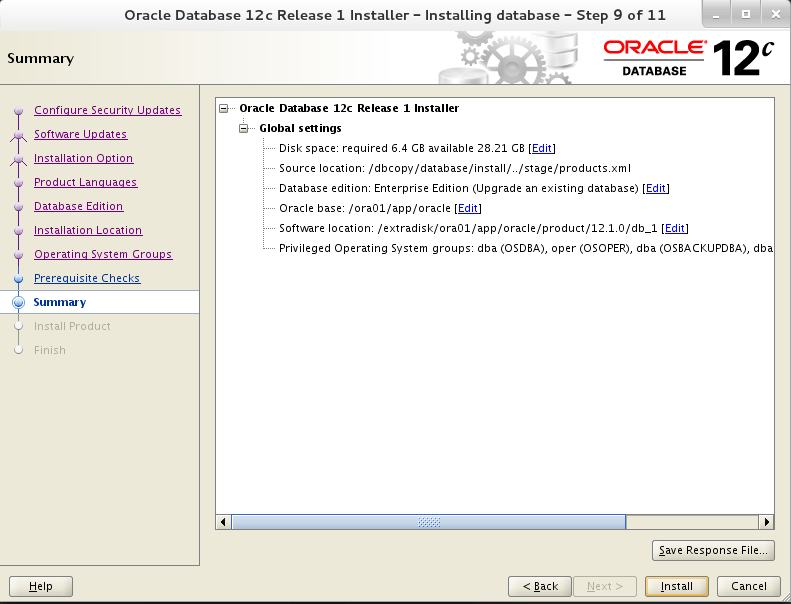 Oracle Database 12c Release 1 Installer – Installing database – Step 9 of 11
Summary
ORACLE
DATABASE
12c
Configure Security Updates
Software Updates
Installation Option
Product Languages
Database Edition
Installation Location
Operating System Groups
Prerequisite Checks
Summary
Install Product
Finish
Oracle Database 12c Release 1 Installer
Global settings
Disk space: required 6.4 GB available 28.21 GB [Edit]
Source location: /dbcopy/database/install/../stage/products.xml
Database edition: Enterprise Edition (Upgrade an existing database) [Edit]
Oracle base: /ora01/app/oracle [Edit]
Software location: /extradisk/ora01/app/oracle/product/12.1.0/db_1 [Edit]
Privileged Operating System groups: dba (OSDBA), oper (OSOPER), dba (OSBACKUPDBA), dba
Save Response File...
Help
< Back
Next >
Install
Cancel